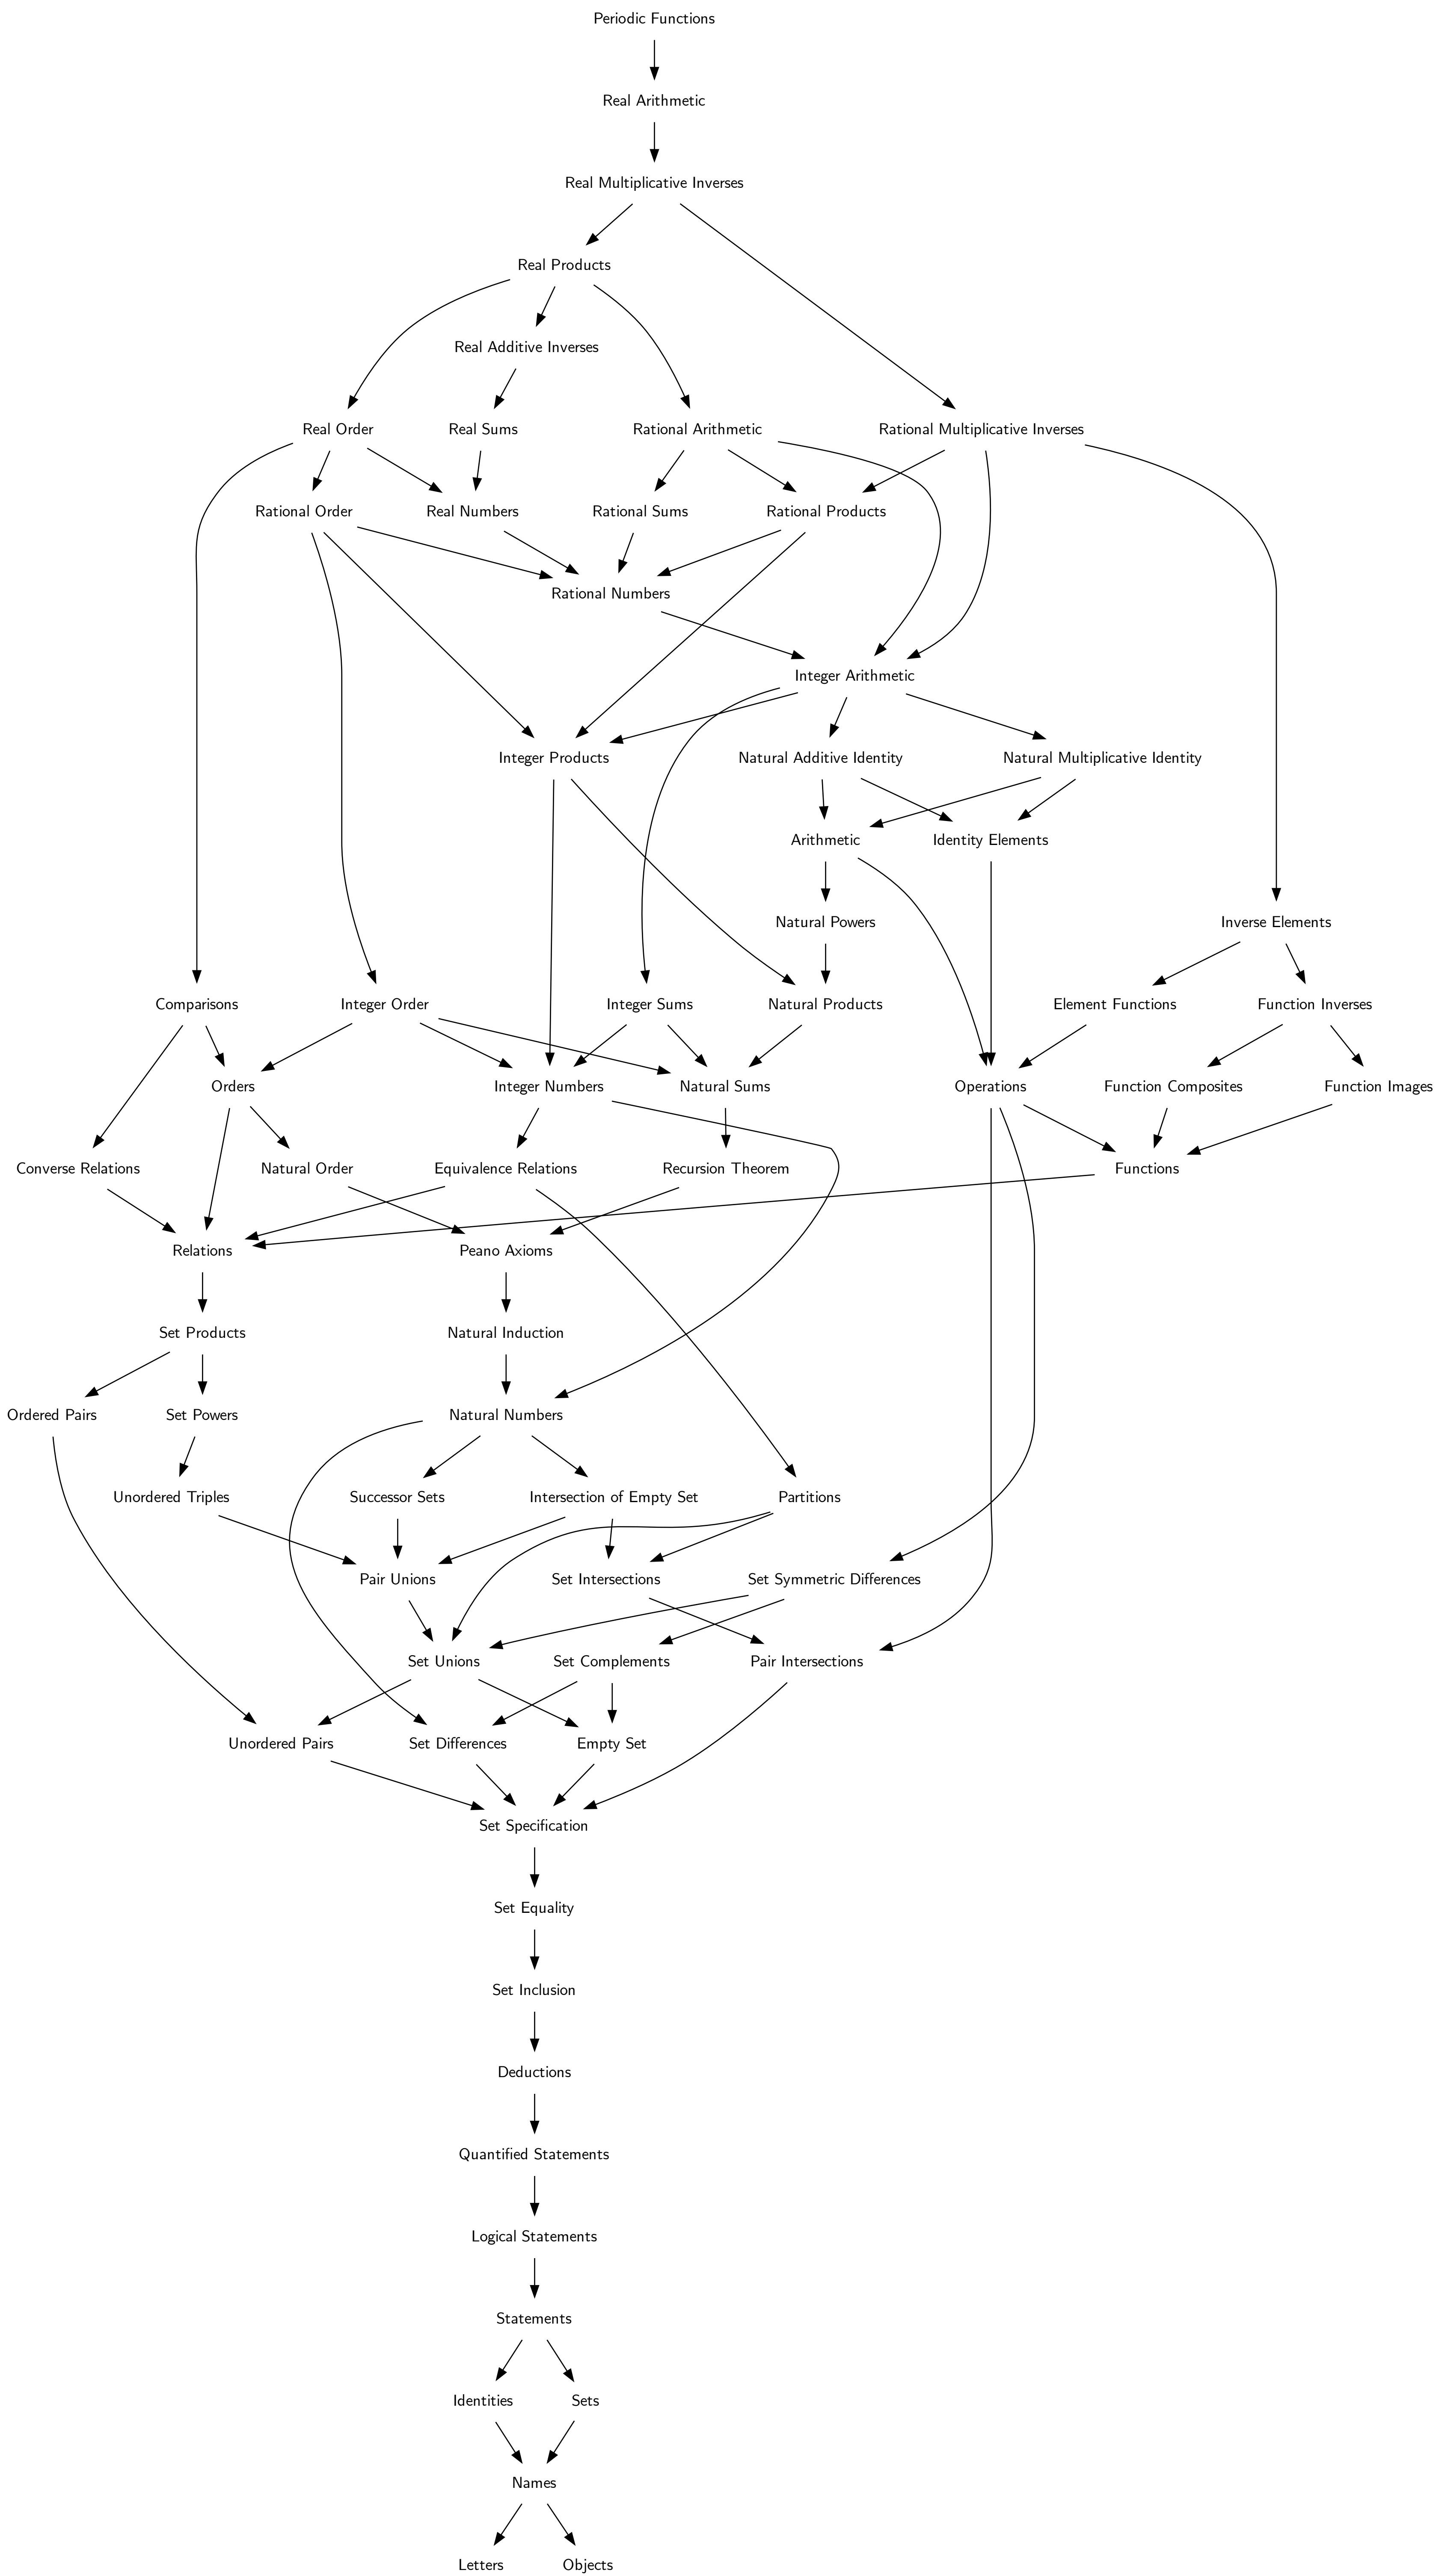 Periodic Functions
Real Arithmetic
Real Multiplicative Inverses
Real Products
Real Additive Inverses
Real Order
Real Sums
Rational Arithmetic
Rational Multiplicative Inverses
Rational Order
Real Numbers
Rational Sums
Rational Products
Rational Numbers
Integer Arithmetic
Integer Products
Natural Additive Identity
Natural Multiplicative Identity
Arithmetic
Identity Elements
Natural Powers
Inverse Elements
Comparisons
Integer Order
Integer Sums
Natural Products
Element Functions
Function Inverses
Orders
Integer Numbers
Natural Sums
Operations
Function Composites
Function Images
Converse Relations
Natural Order
Equivalence Relations
Recursion Theorem
Functions
Relations
Peano Axioms
Set Products
Natural Induction
Ordered Pairs
Set Powers
Natural Numbers
Unordered Triples
Successor Sets
Intersection of Empty Set
Partitions
Pair Unions
Set Intersections
Set Symmetric Differences
Set Unions
Set Complements
Pair Intersections
Unordered Pairs
Set Differences
Empty Set
Set Specification
Set Equality
Set Inclusion
Deductions
Quantified Statements
Logical Statements
Statements
Identities
Sets
Names
Letters
Objects